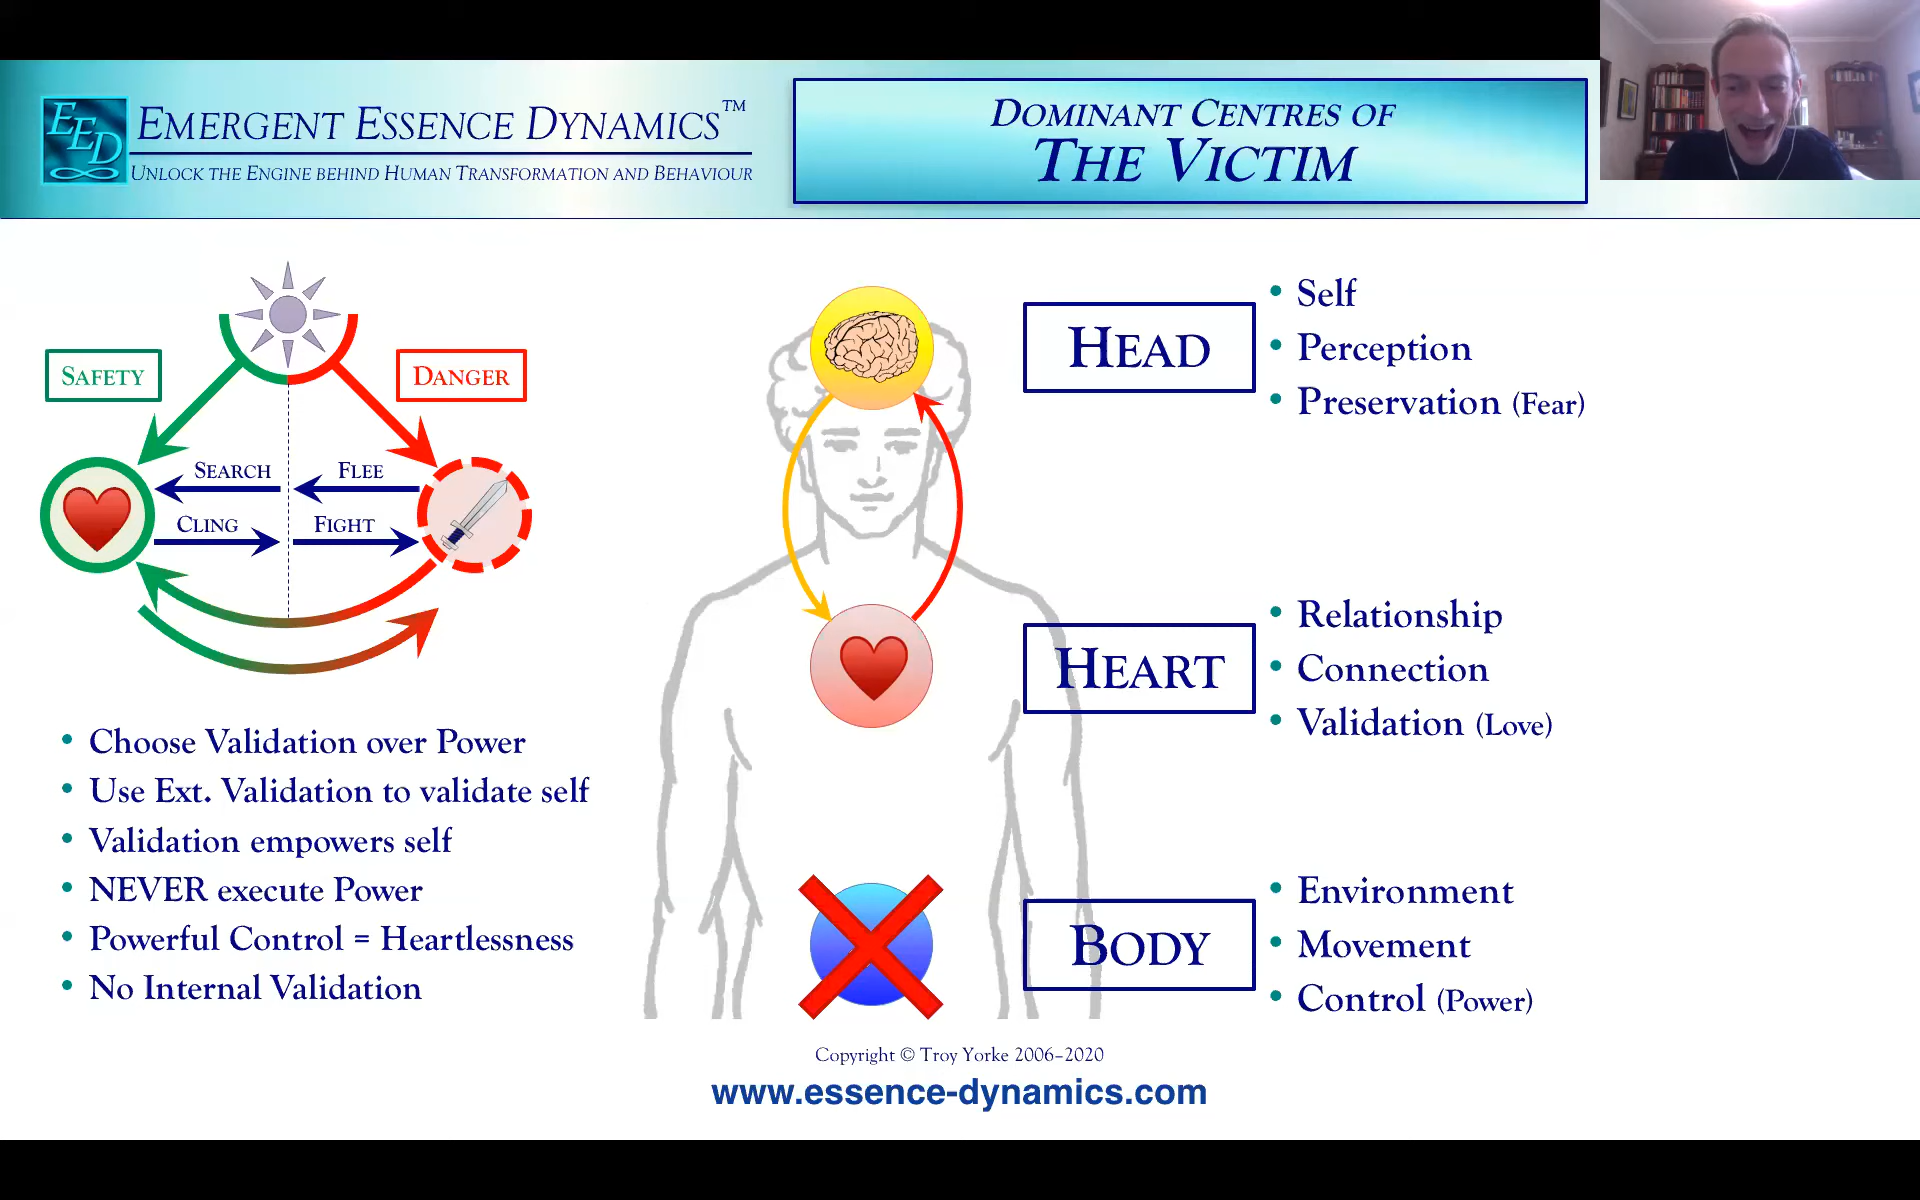 EED
EMERGENT ESSENCE DYNAMICS™
UNLOCK THE ENGINE BEHIND HUMAN TRANSFORMATION AND BEHAVIOUR
DOMINANT CENTRES OF
THE VICTIM
SAFETY
DANGER
SEARCH
FLEE
CLING
FIGHT
• Choose Validation over Power
• Use Ext. Validation to validate self
• Validation empowers self
• NEVER execute Power
• Powerful Control = Heartlessness
• No Internal Validation
HEAD
• Self
• Perception
• Preservation (Fear)
HEART
• Relationship
• Connection
• Validation (Love)
BODY
• Environment
• Movement
• Control (Power)
Copyright © Troy Yorke 2006–2020
www.essence-dynamics.com